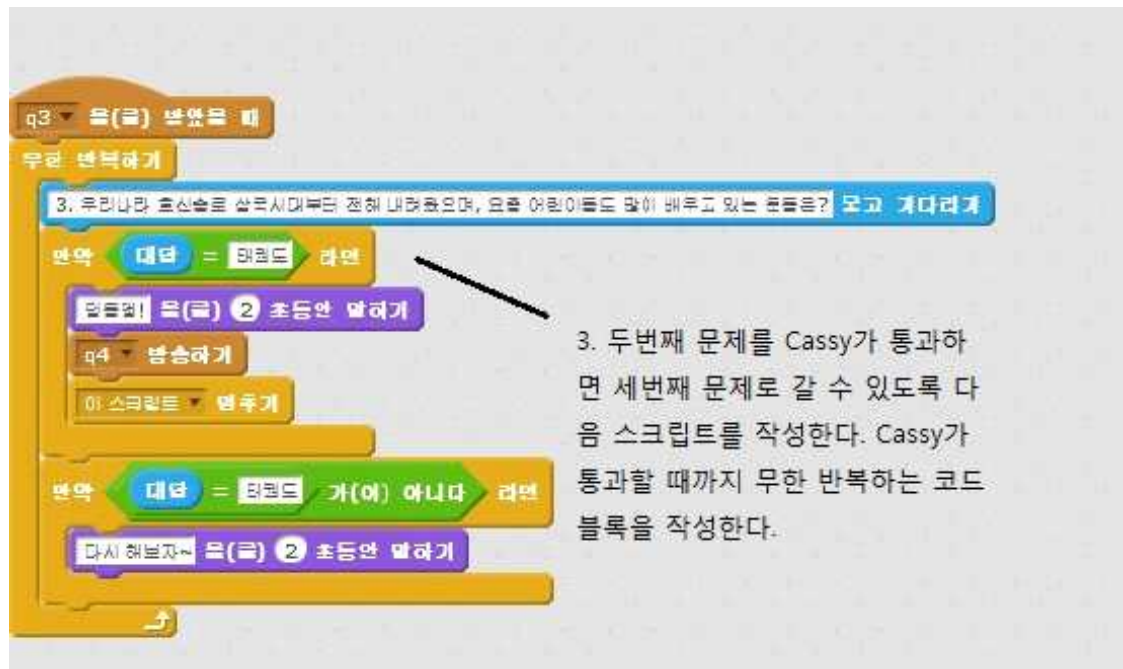 q3 을(를) 받았을 때
무한 반복하기
3. 우리나라 호신술로 삼국시대부터 전해 내려왔으며, 요즘 어린이들도 많이 배우고 있는 운동은? 묻고 기다리기
만약 대답 = 태권도 라면
딩동댕! 을(를) 2 초동안 말하기
q4 방송하기
이 스크립트 멈추기
만약 대답 = 태권도 가(이) 아니다 라면
다시 해보자~ 을(를) 2 초동안 말하기
3. 두번째 문제를 Cassy가 통과하
면 세번째 문제로 갈 수 있도록 다
음 스크립트를 작성한다. Cassy가
통과할 때까지 무한 반복하는 코드
블록을 작성한다.